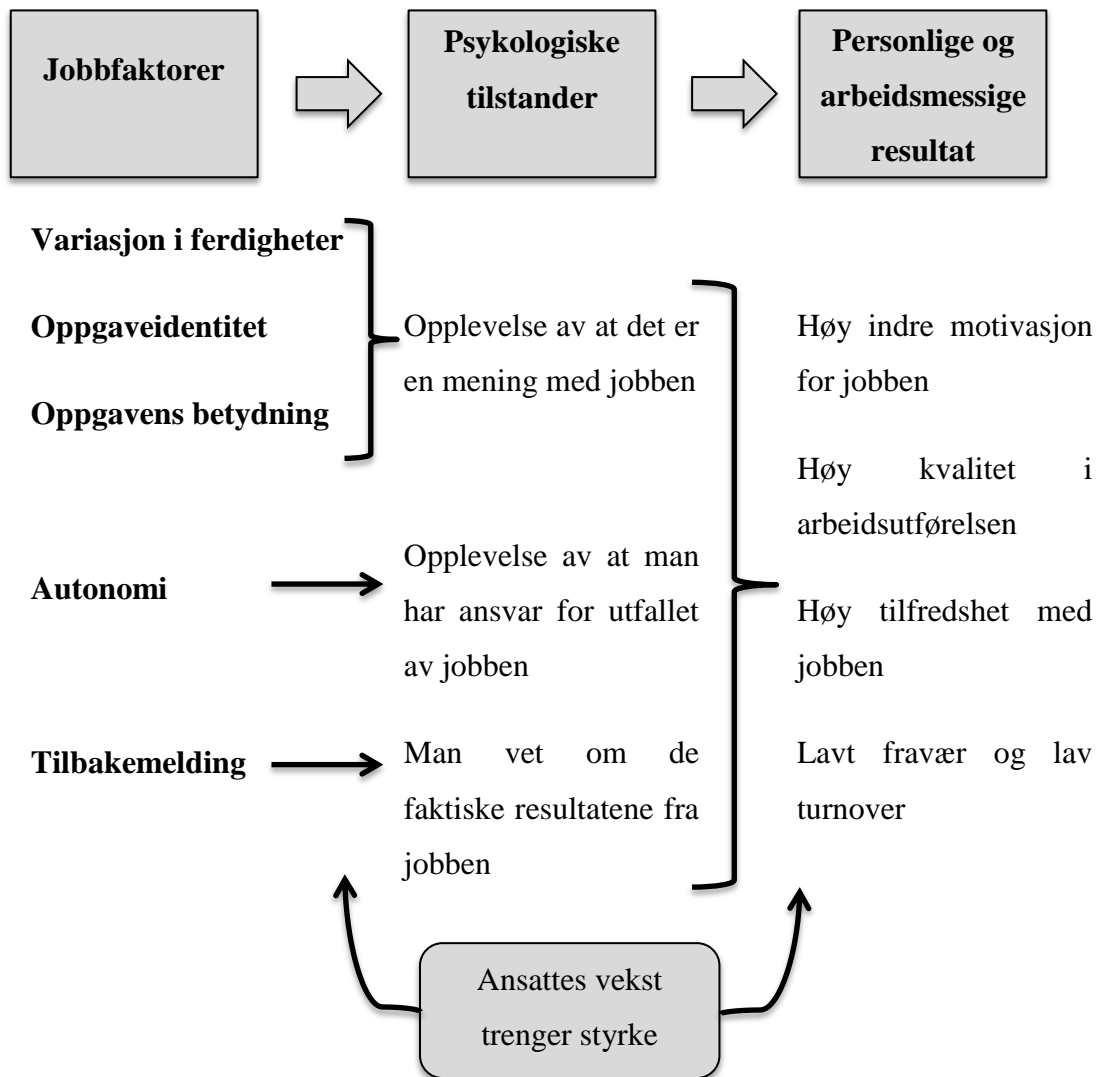 Jobbfaktorer
Psykologiske
tilstander
Personlige og
arbeidsmessige
resultat
Variasjon i ferdigheter
Oppgaveidentitet
Oppgavens betydning
Opplevelse av at det er
en mening med jobben
Autonomi
Opplevelse av at man
har ansvar for utfallet
av jobben
Tilbakemelding
Man vet om de
faktiske resultatene fra
jobben
Høy indre motivasjon
for jobben
Høy kvalitet i
arbeidsutførelsen
Høy tilfredshet med
jobben
Lavt fravær og lav
turnover
Ansattes vekst
trenger styrke